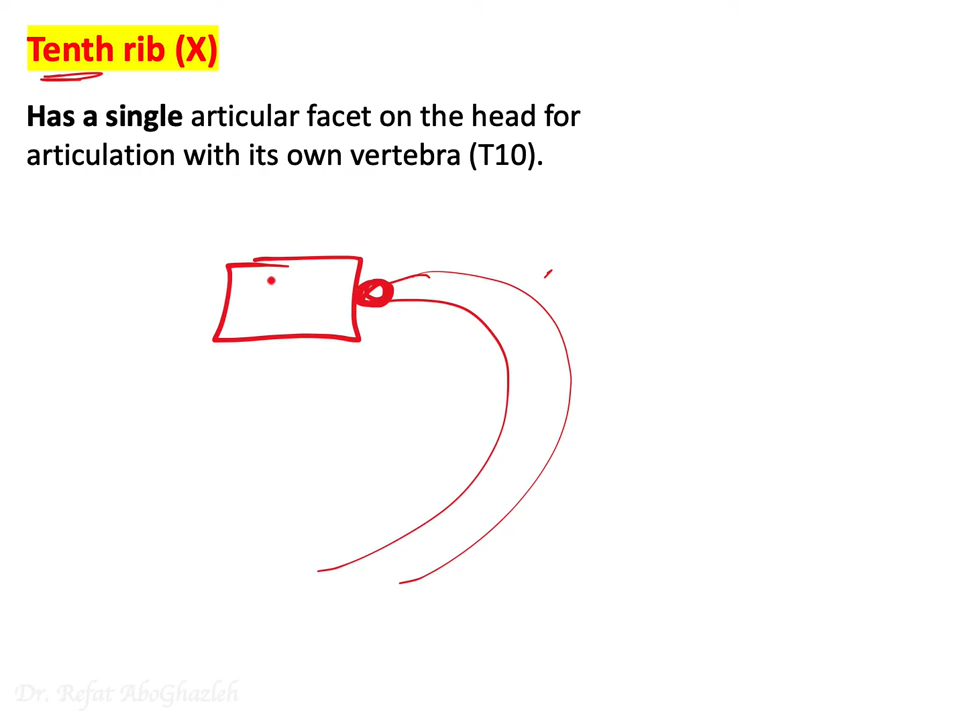 Tenth rib (X)
Has a single articular facet on the head for
articulation with its own vertebra (T10).
Dr. Refat AboGhazleh